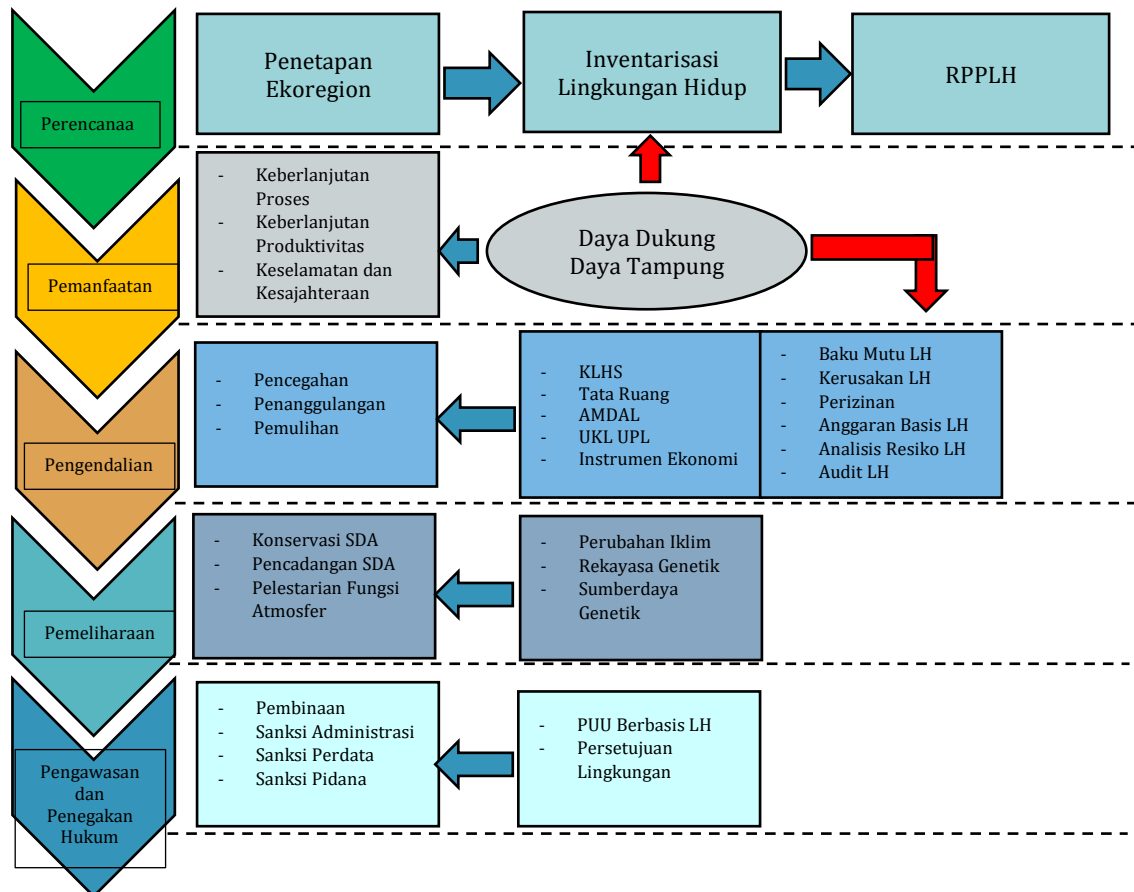 Perencanaa
Penetapan
Ekoregion
Inventarisasi
Lingkungan Hidup
RPPLH
Pemanfaatan
- Keberlanjutan
Proses
- Keberlanjutan
Produktivitas
- Keselamatan dan
Kesajahteraan
Daya Dukung
Daya Tampung
Pengendalian
- Pencegahan
- Penanggulangan
- Pemulihan
- KLHS
- Tata Ruang
- AMDAL
- UKL UPL
- Instrumen Ekonomi
- Baku Mutu LH
- Kerusakan LH
- Perizinan
- Anggaran Basis LH
- Analisis Resiko LH
- Audit LH
Pemeliharaan
- Konservasi SDA
- Pencadangan SDA
- Pelestarian Fungsi
Atmosfer
- Perubahan Iklim
- Rekayasa Genetik
- Sumberdaya
Genetik
Pengawasan
dan
Penegakan
Hukum
- Pembinaan
- Sanksi Administrasi
- Sanksi Perdata
- Sanksi Pidana
- PUU Berbasis LH
- Persetujuan
Lingkungan